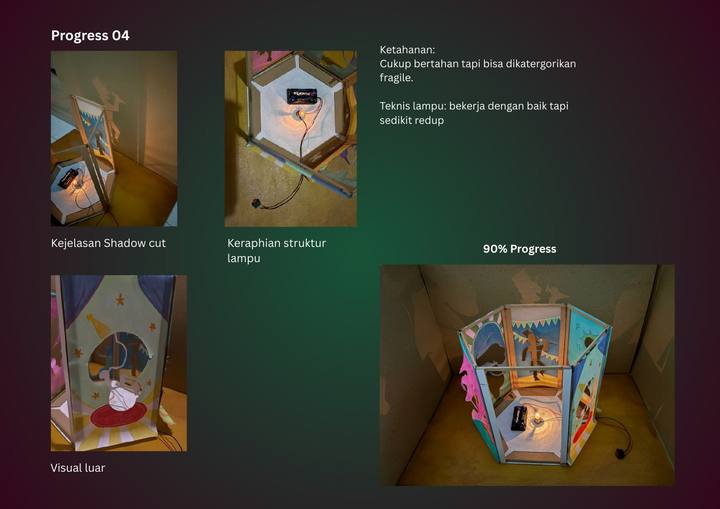 Progress 04
Ketahanan:
Cukup bertahan tapi bisa dikatergorikan
fragile.
Teknis lampu: bekerja dengan baik tapi
sedikit redup
Kejelasan Shadow cut
Keraphian struktur
lampu
90% Progress
Visual luar